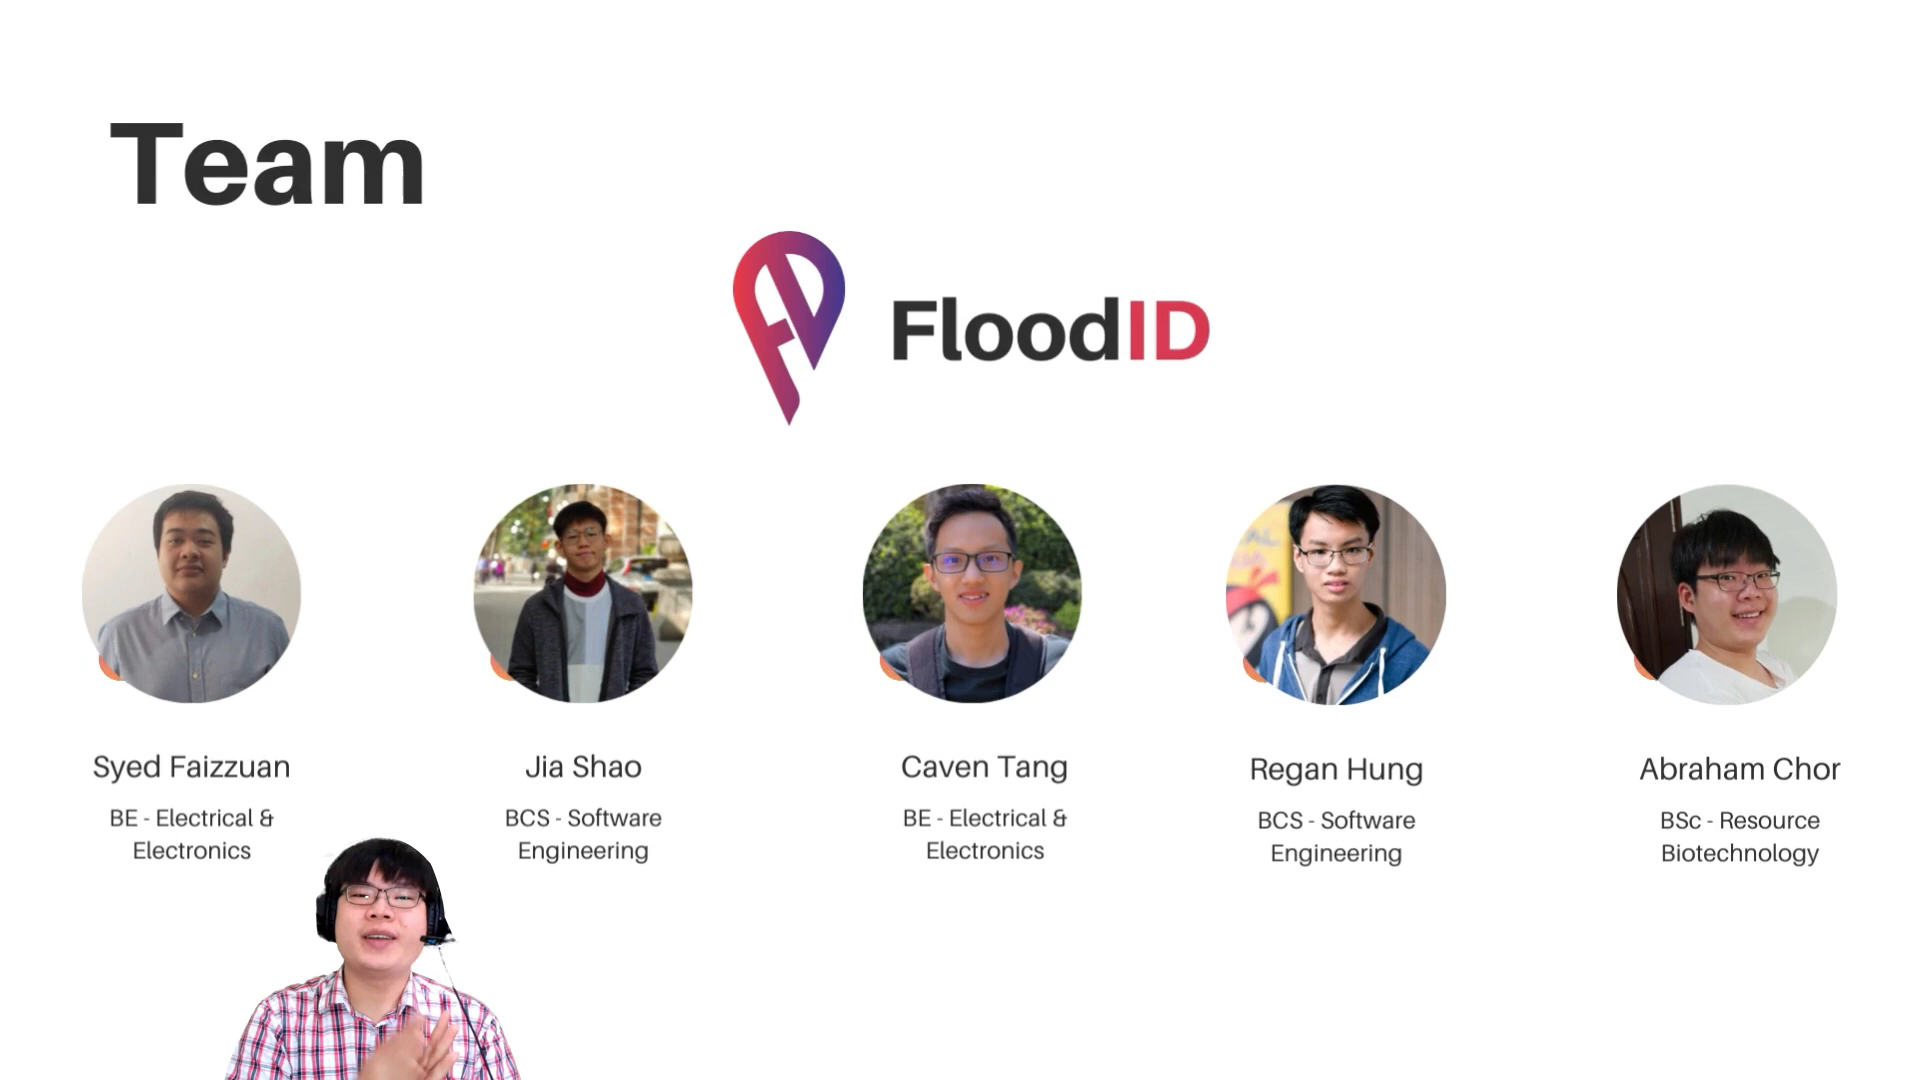 Team
FloodID
Syed Faizzuan
BE - Electrical &
Electronics
Jia Shao
BCS - Software
Engineering
Caven Tang
BE - Electrical &
Electronics
Regan Hung
BCS - Software
Engineering
Abraham Chor
BSc - Resource
Biotechnology